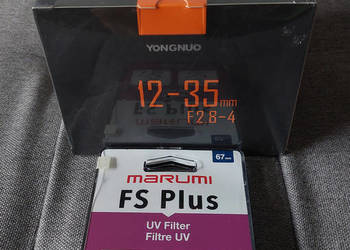 YONGNUO
12-35mm
F2.8-4
67mm
marumi
FS Plus
UV Filter
Filtre UV